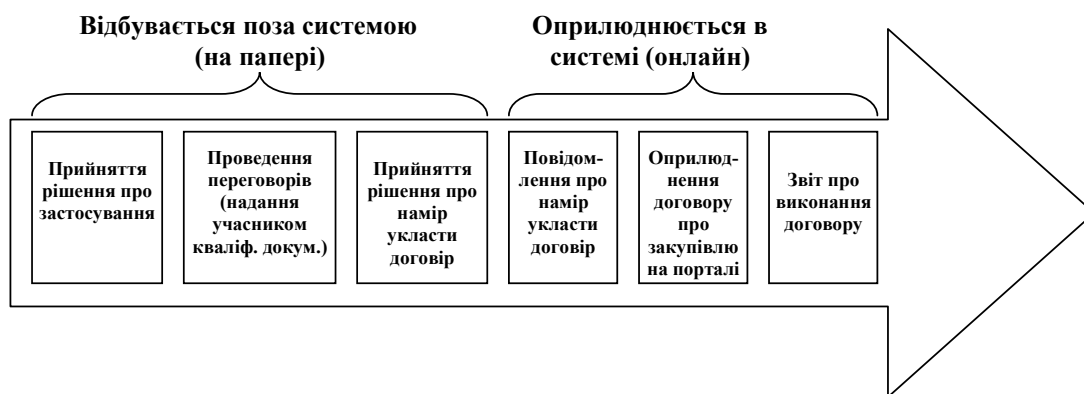 Відбувається поза системою
(на папері)
Оприлюднюється в
системі (онлайн)
Прийняття
рішення про
застосування
Проведення
переговорів
(надання
учасником
кваліф. докум.)
Прийняття
рішення про
намір
укласти
договір
Повідом-
лення про
намір
укласти
договір
Оприлюд-
нення
договору
про
закупівлю
на порталі
Звіт про
виконання
договору